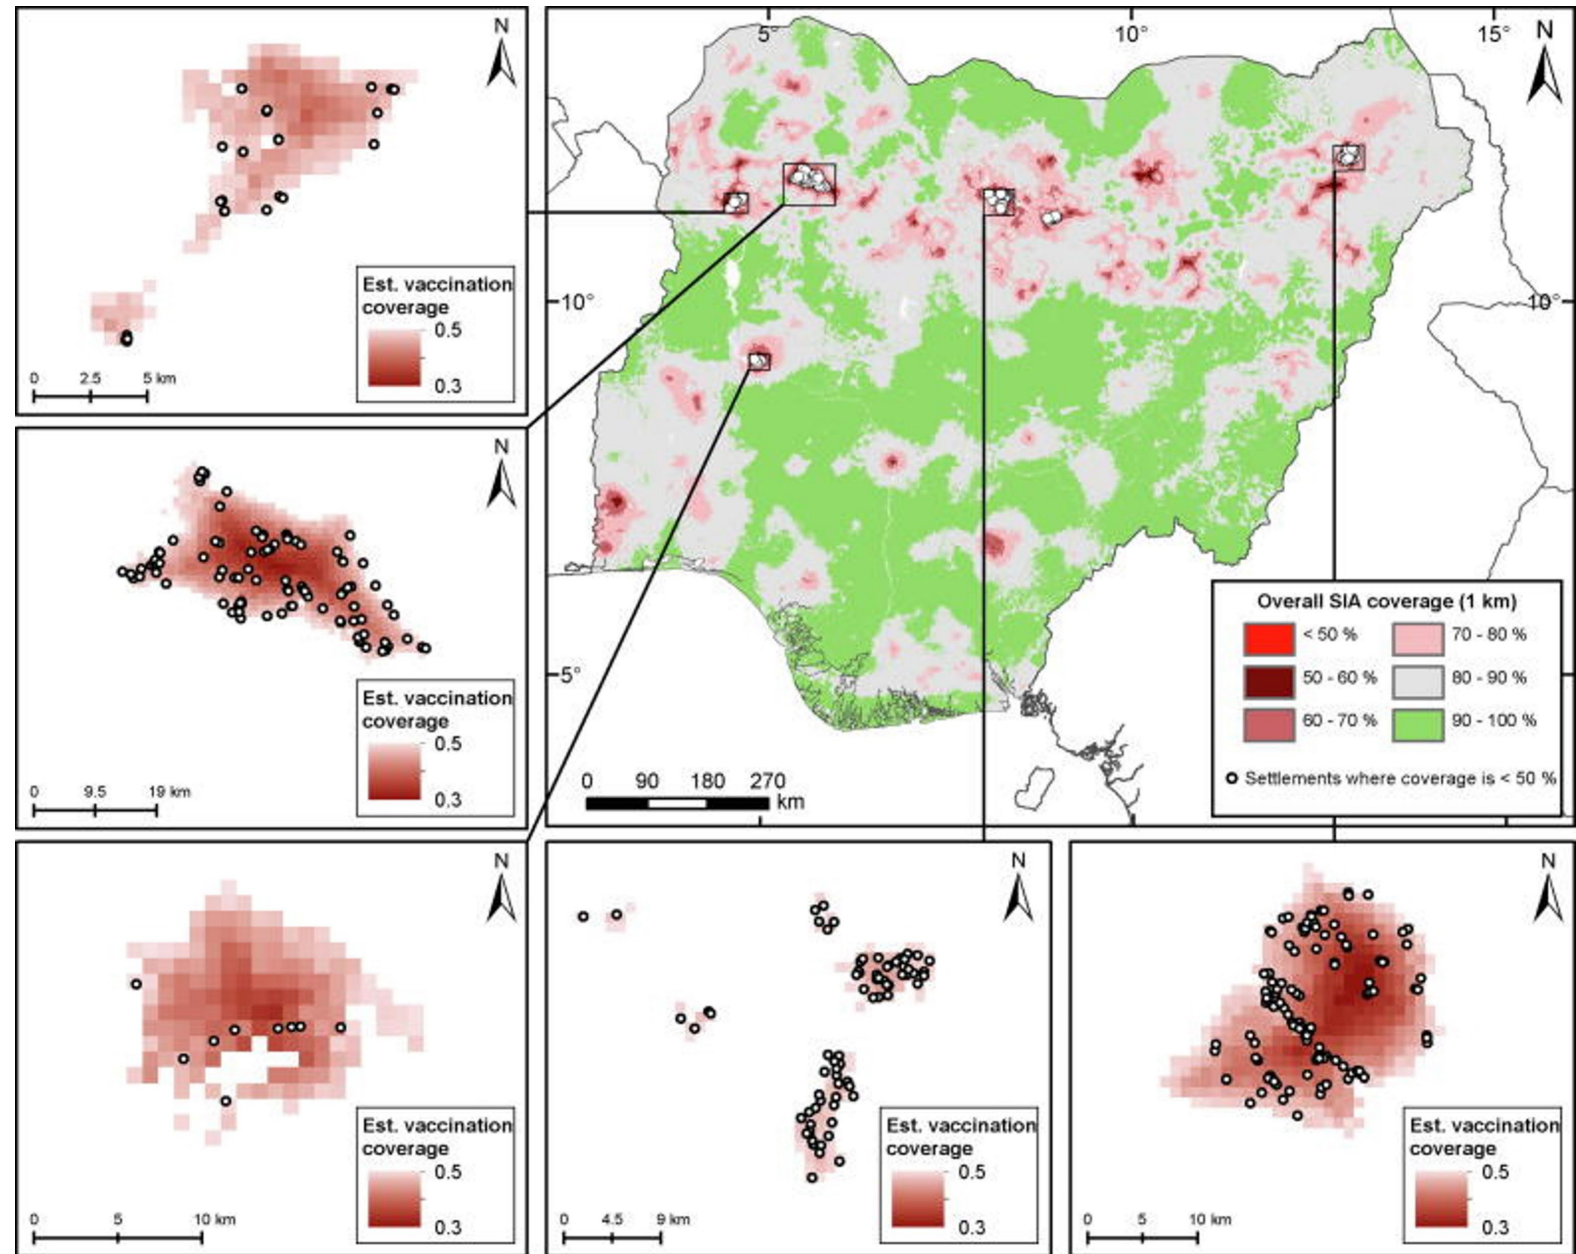 N
Est. vaccination
coverage
0.5
0.3
0 2.5 5 km
N
Est. vaccination
coverage
0.5
0.3
0 9.5 19 km
5° 10° 15°
N
10° 10°
5°
0 90 180 270
km
Overall SIA coverage (1 km)
< 50 % 70 - 80 %
50 - 60 % 80 - 90 %
60 - 70 % 90 - 100 %
Settlements where coverage is < 50 %
N
Est. vaccination
coverage
0.5
0.3
0 5 10 km
N
Est. vaccination
coverage
0.5
0.3
0 4.5 9 km
N
Est. vaccination
coverage
0.5
0.3
0 5 10 km